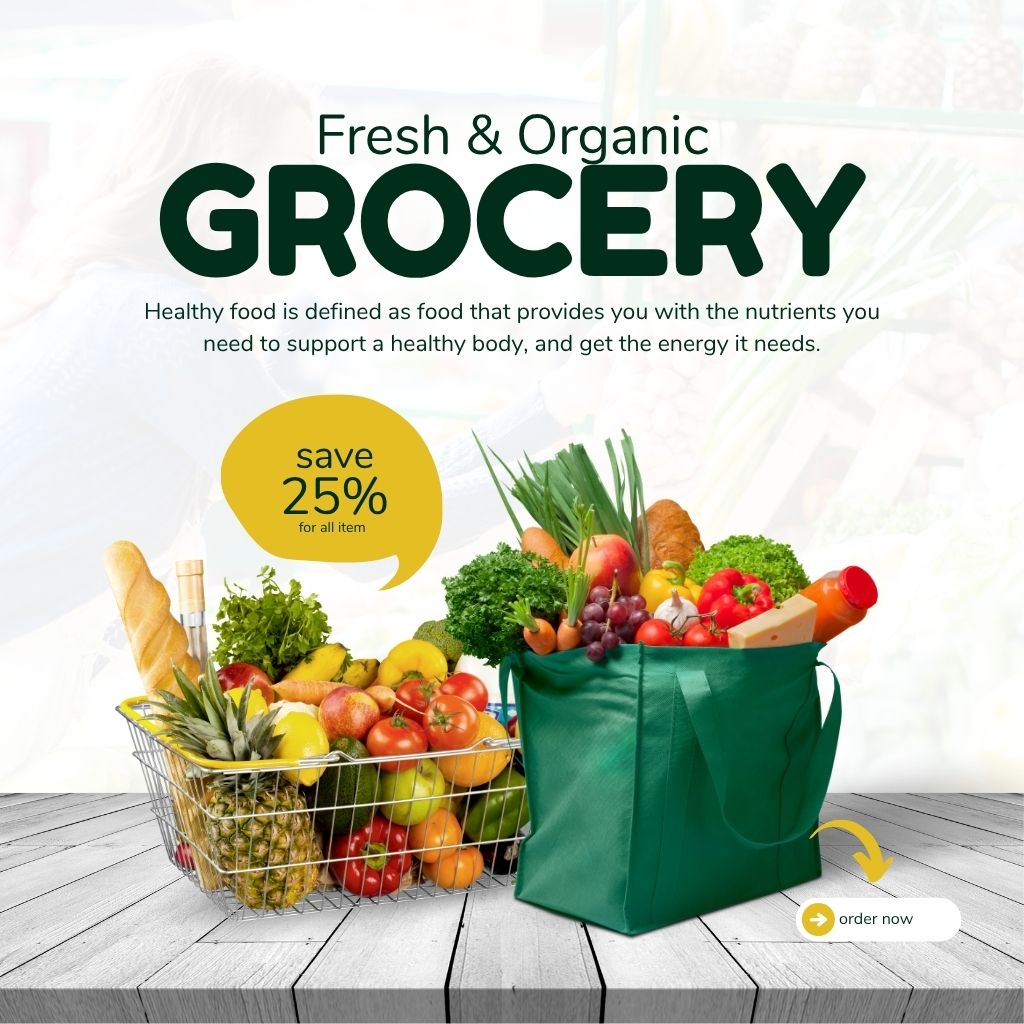 Fresh & Organic
GROCERY
Healthy food is defined as food that provides you with the nutrients you
need to support a healthy body, and get the energy it needs.
save
25%
for all item
order now